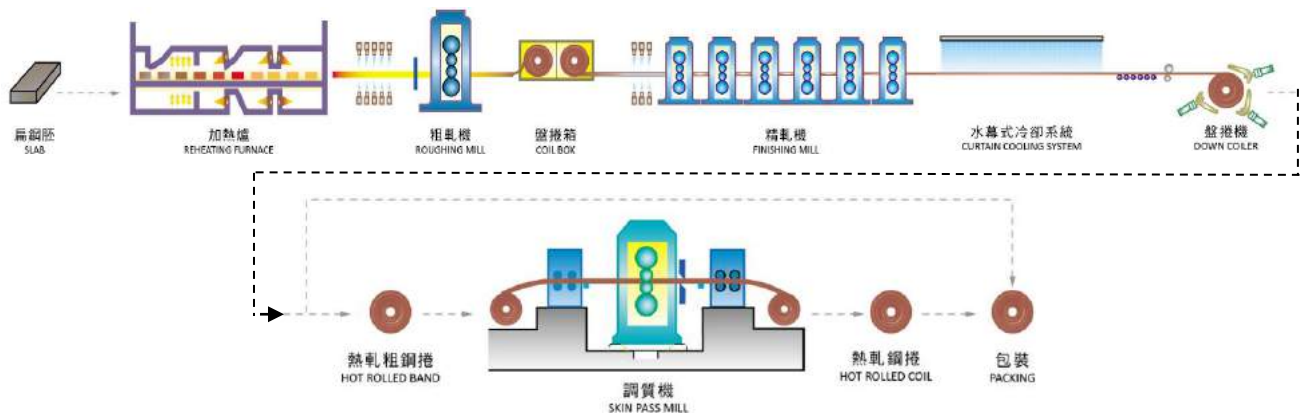 扁鋼胚
SLAB
加熱爐
REHEATING FURNACE
粗軋機
ROUGHING MILL
盤捲箱
COIL BOX
精軋機
FINISHING MILL
水幕式冷卻系統
CURTAIN COOLING SYSTEM
盤捲機
DOWN COILER
熱軋粗鋼捲
HOT ROLLED BAND
調質機
SKIN PASS MILL
熱軋鋼捲
HOT ROLLED COIL
包裝
PACKING